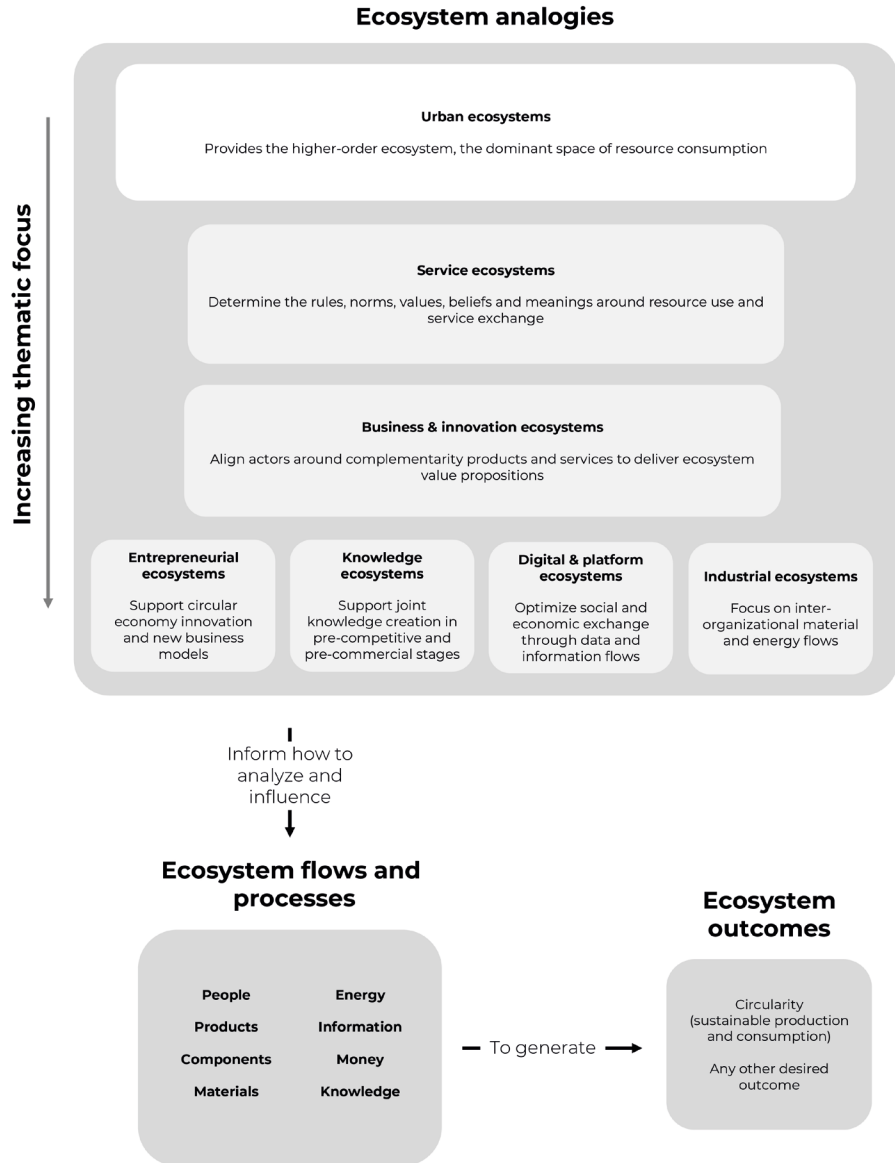 Ecosystem analogies
Increasing thematic focus
Urban ecosystems
Provides the higher-order ecosystem, the dominant space of resource consumption
Service ecosystems
Determine the rules, norms, values, beliefs and meanings around resource use and
service exchange
Business & innovation ecosystems
Align actors around complementarity products and services to deliver ecosystem
value propositions
Entrepreneurial
ecosystems
Support circular
economy innovation
and new business
models
Knowledge
ecosystems
Support joint
knowledge creation in
pre-competitive and
pre-commercial stages
Digital & platform
ecosystems
Optimize social and
economic exchange
through data and
information flows
Industrial ecosystems
Focus on inter-
organizational material
and energy flows
Inform how to
analyze and
influence
Ecosystem flows and
processes
People
Products
Components
Materials
Energy
Information
Money
Knowledge
To generate
Ecosystem
outcomes
Circularity
(sustainable production
and consumption)
Any other desired
outcome